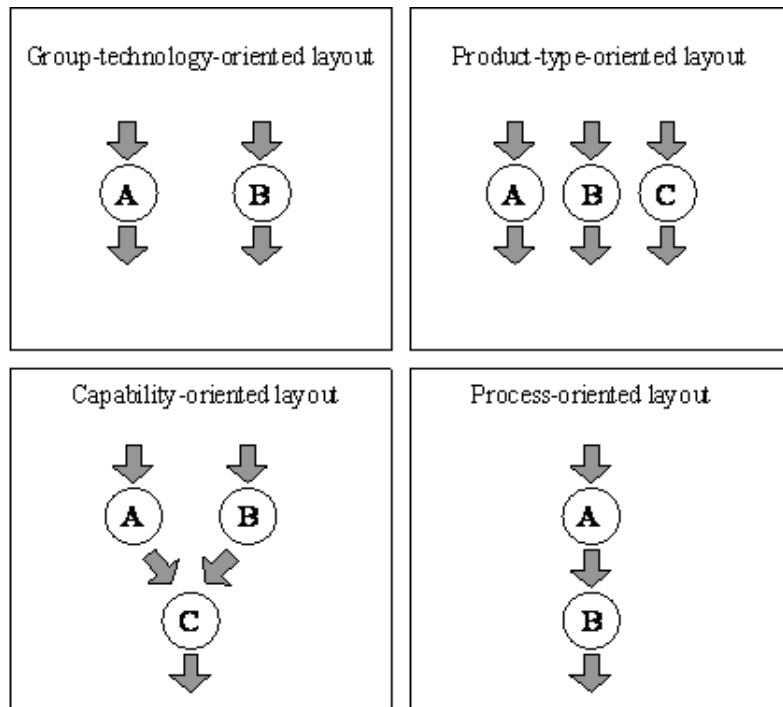 Group-technology-oriented layout
A B
Product-type-oriented layout
A B C
Capability-oriented layout
A B
C
Process-oriented layout
A
B